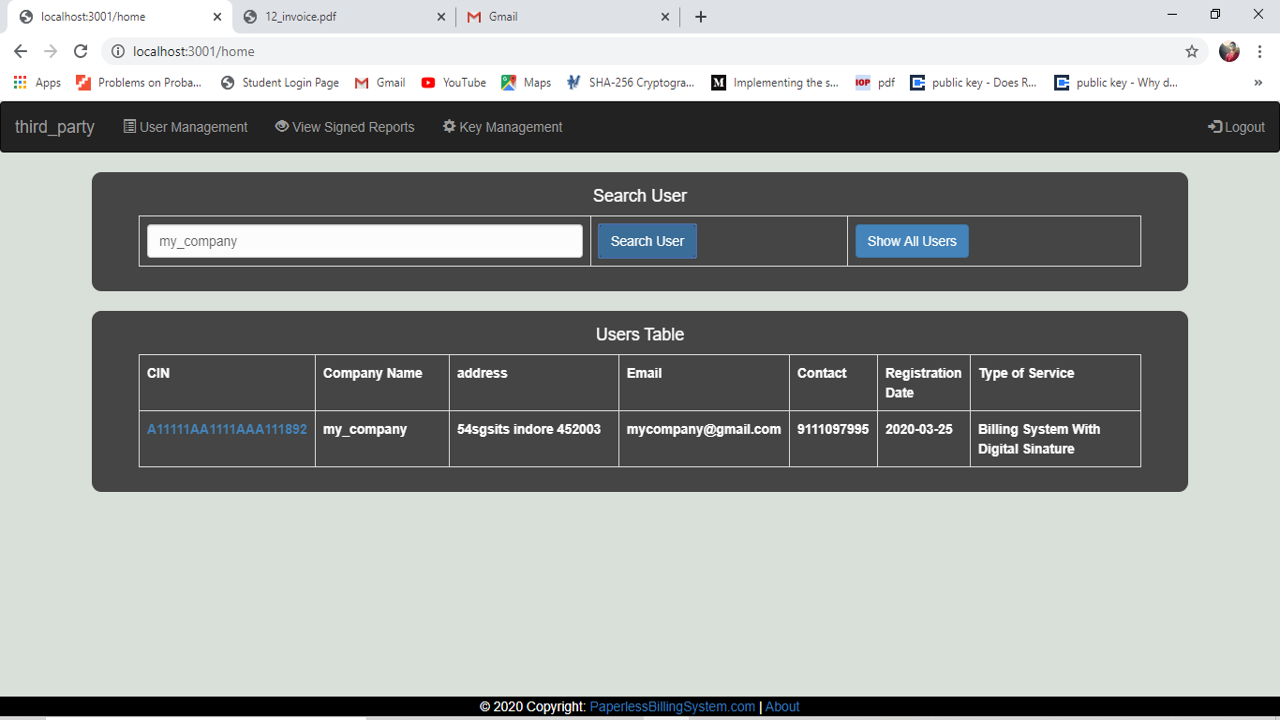 localhost:3001/home
12_invoice.pdf
Gmail
localhost:3001/home
Apps
Problems on Proba...
Student Login Page
Gmail
YouTube
Maps
SHA-256 Cryptogra...
M Implementing the s...
IOP pdf
public key - Does R...
public key - Why d...
»
third_party
User Management
View Signed Reports
Key Management
Logout
Search User
my_company
Search User
Show All Users
Users Table
CIN
Company Name
address
Email
Contact
Registration
Date
Type of Service
A11111AA1111AAA111892
my_company
54sgsits indore 452003
mycompany@gmail.com
9111097995
2020-03-25
Billing System With
Digital Sinature
© 2020 Copyright: PaperlessBillingSystem.com | About